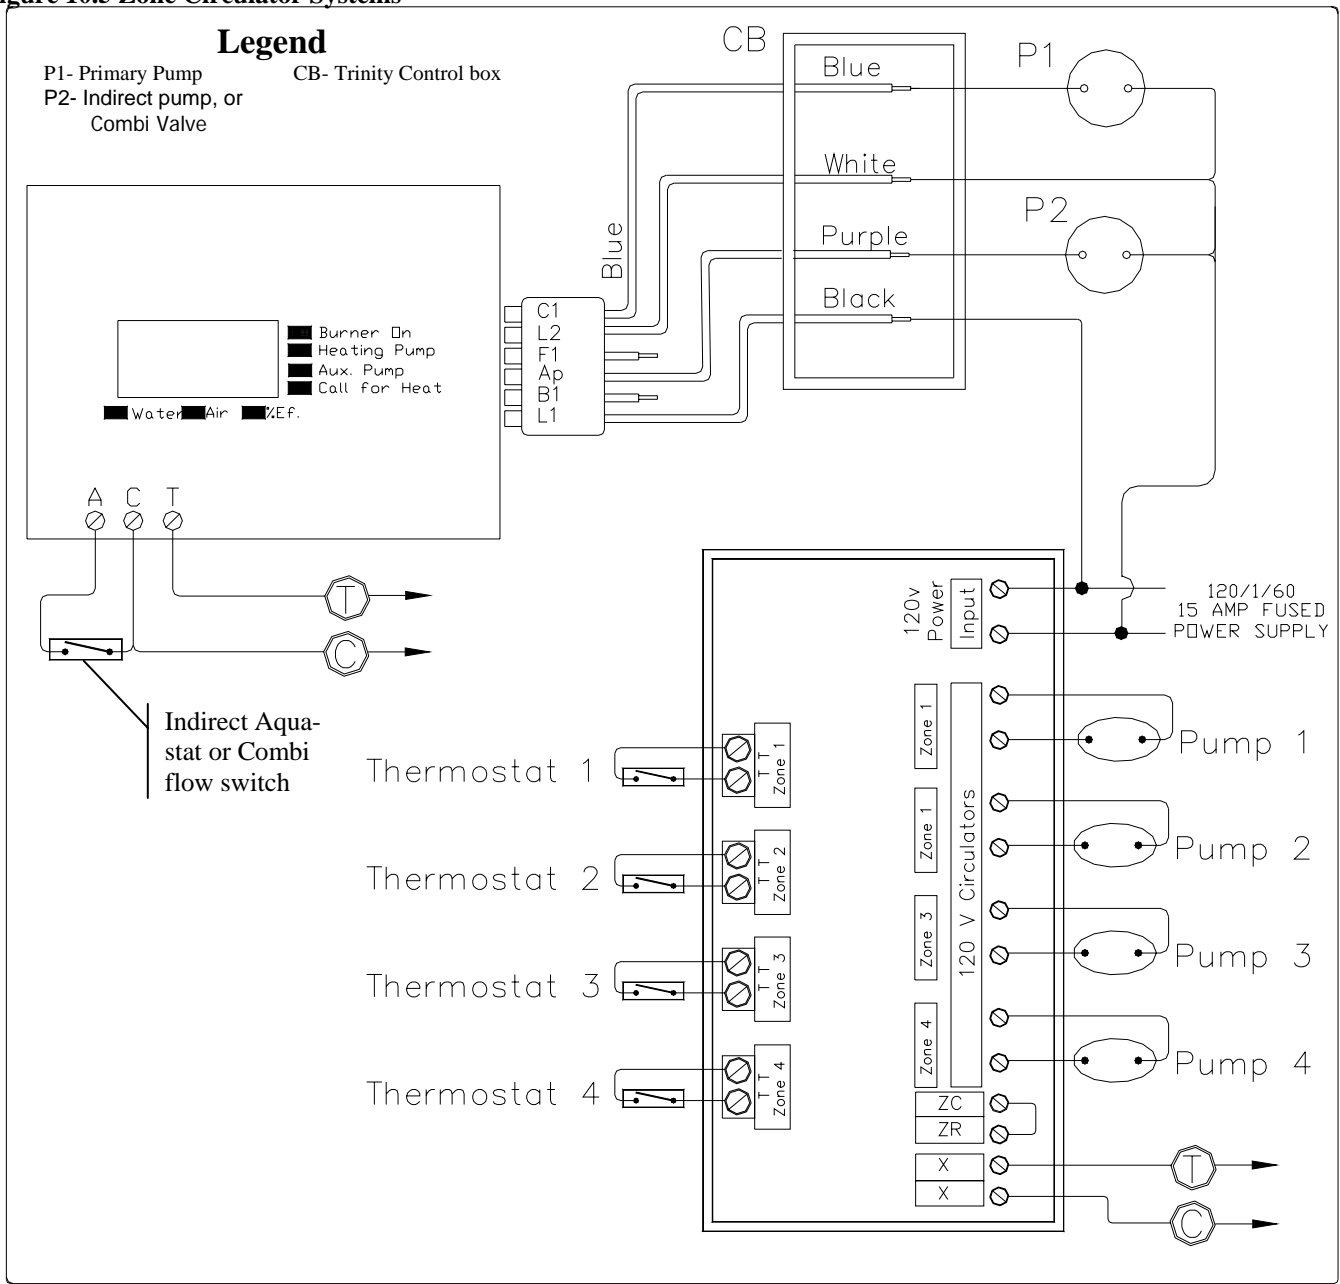 igure 10.5 Zone Circulator Systems
Legend
P1- Primary Pump
CB- Trinity Control box
P2- Indirect pump, or
Combi Valve
CB
Blue
P1
White
P2
Purple
Black
Blue
C1
L2
F1
Ap
B1
L1
Burner On
Heating Pump
Aux. Pump
Call for Heat
Water
Air
%Ef.
A C T
T
C
Indirect Aqua-
stat or Combi
flow switch
120v
Power
Input
120/1/60
15 AMP FUSED
POWER SUPPLY
120 V Circulators
Thermostat 1
T T
Zone 1
Zone 1
Pump 1
Thermostat 2
T T
Zone 2
Zone 1
Pump 2
Thermostat 3
T T
Zone 3
Zone 3
Pump 3
Thermostat 4
T T
Zone 4
Zone 4
Pump 4
ZC
ZR
X
T
X
C